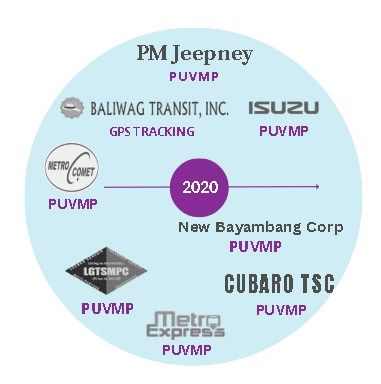 PM Jeepney
PUVMP
BALIWAG TRANSIT, INC.
GPS TRACKING
ISUZU
PUVMP
METRO
COMET
PUVMP
2020
New Bayambang Corp
PUVMP
LGTSMPC
PUVMP
CUBARO TSC
PUVMP
Metro
Express
PUVMP